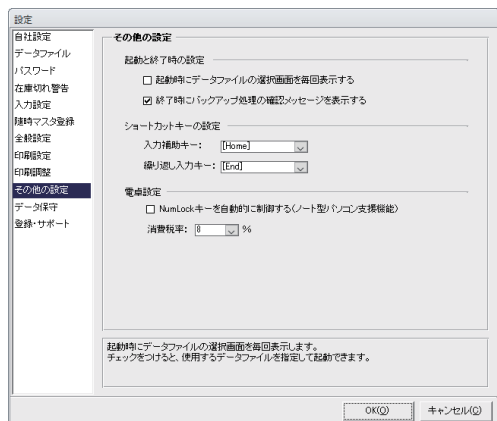 設定
自社設定
データファイル
パスワード
在庫切れ警告
入力設定
随時マスタ登録
全般設定
印刷設定
印刷調整
その他の設定
データ保守
登録・サポート
その他の設定
起動と終了時の設定
起動時にデータファイルの選択画面を毎回表示する
終了時にバックアップ処理の確認メッセージを表示する
ショートカットキーの設定
入力補助キー： [Home]
繰り返し入力キー： [End]
電卓設定
NumLockキーを自動的に制御する(ノート型パソコン支援機能)
消費税率： 8 %
起動時にデータファイルの選択画面を毎回表示します。
チェックをつけると、使用するデータファイルを指定して起動できます。
OK(O) キャンセル(C)